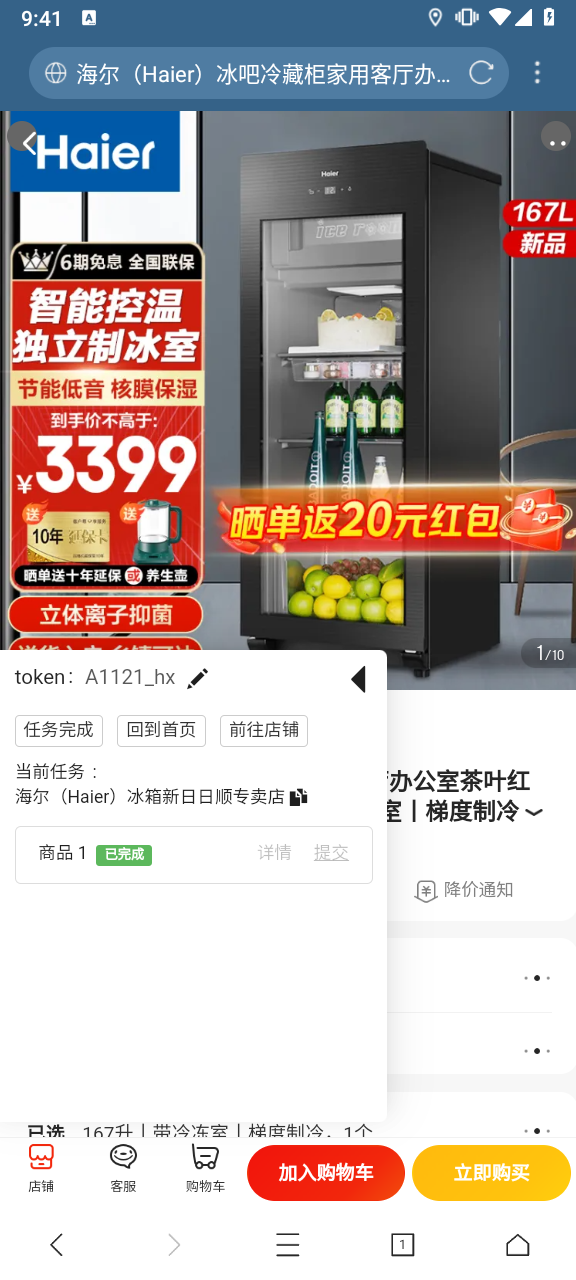 9:41
海尔（Haier）冰吧冷藏柜家用客厅办...
Haier
Haier
167L
新品
6期免息 全国联保
智能控温
独立制冰室
节能低音 核膜保湿
到手价不高于:
¥3399
送
10年 延保卡
送
晒单返20元红包
晒单送十年延保 或 养生壶
立体离子抑菌
1/10
token： A1121_hx
任务完成 回到首页 前往店铺
当前任务 ：
海尔（Haier）冰箱新日日顺专卖店
商品 1 已完成 详情 提交
办公室茶叶红
室丨梯度制冷
降价通知
已选 167升丨带冷冻室丨梯度制冷，1个
店铺
客服
购物车
加入购物车
立即购买
1